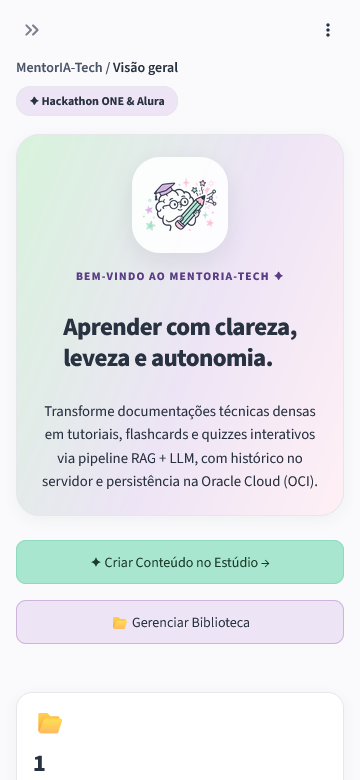 MentorIA-Tech / Visão geral
✦ Hackathon ONE & Alura
BEM-VINDO AO MENTORIA-TECH ✦
Aprender com clareza,
leveza e autonomia.
Transforme documentações técnicas densas
em tutoriais, flashcards e quizzes interativos
via pipeline RAG + LLM, com histórico no
servidor e persistência na Oracle Cloud (OCI).
✦ Criar Conteúdo no Estúdio →
📁 Gerenciar Biblioteca
1